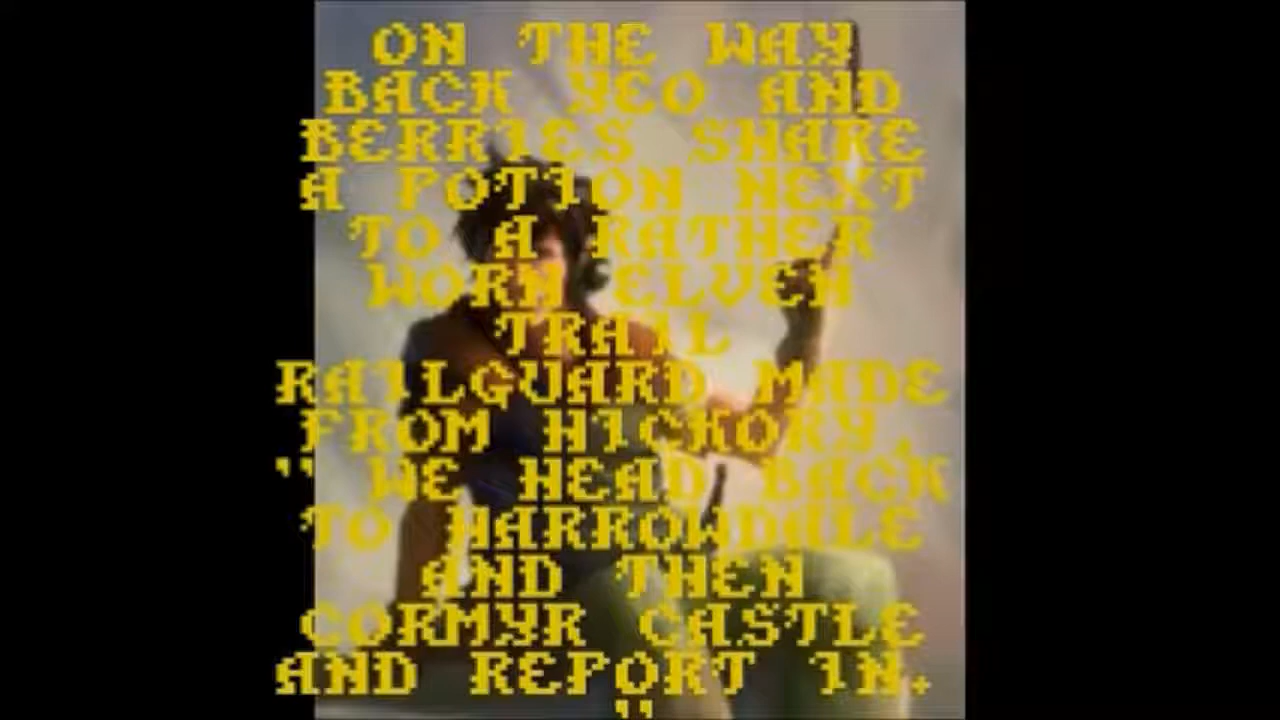 ON THE WAY
BACK YEO AND
BERRIES SHARE
A POTION NEXT
TO A RATHER
WORN ELVEN
TRAIL
RAILGUARD MADE
FROM HICKORY,
" WE HEAD BACK
TO HARROWDALE
AND THEN
CORMYR CASTLE
AND REPORT IN.
"